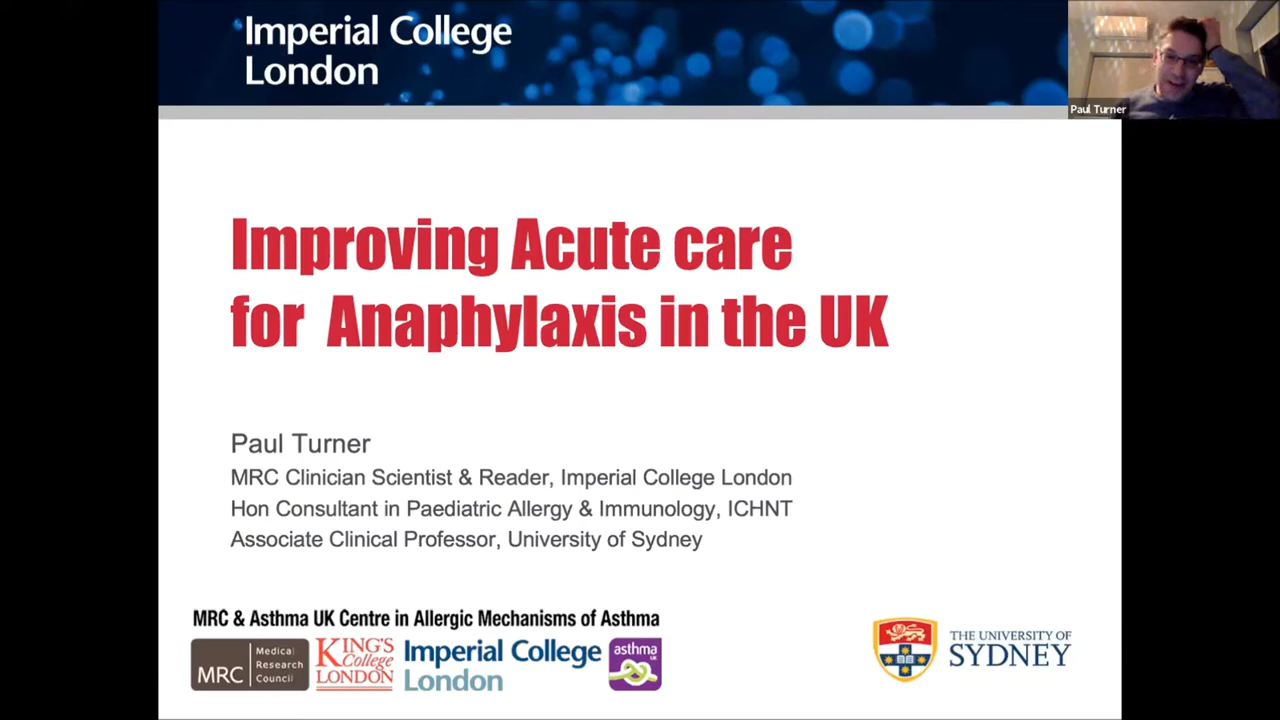 Imperial College
London
Paul Turner
Improving Acute care
for Anaphylaxis in the UK
Paul Turner
MRC Clinician Scientist & Reader, Imperial College London
Hon Consultant in Paediatric Allergy & Immunology, ICHNT
Associate Clinical Professor, University of Sydney
MRC & Asthma UK Centre in Allergic Mechanisms of Asthma
MRC
Medical
Research
Council
KING'S
College
LONDON
Imperial College
London
asthma
UK
THE UNIVERSITY OF
SYDNEY